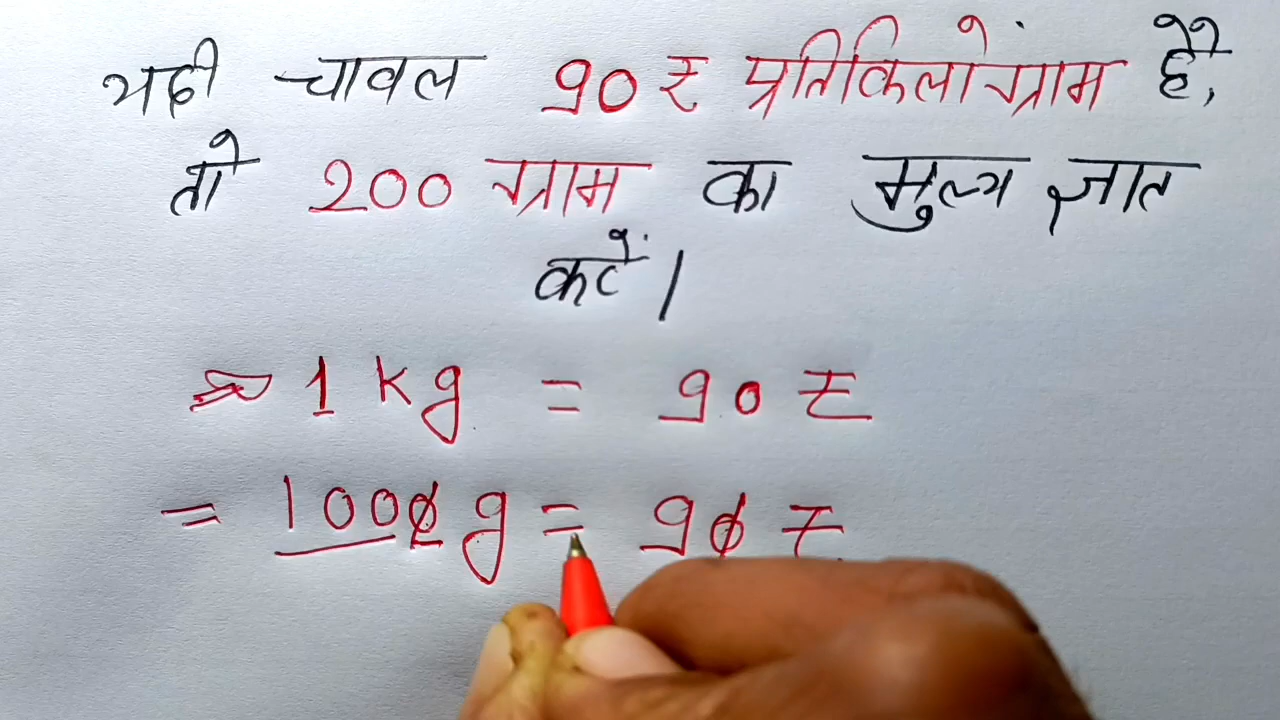 यदी चावल 90 ₹ प्रतिकिलोग्राम है,
तो 200 ग्राम का मुल्य ज्ञात
करें।
⇒ 1 kg = 90 ₹
= 1000 g = 90 ₹